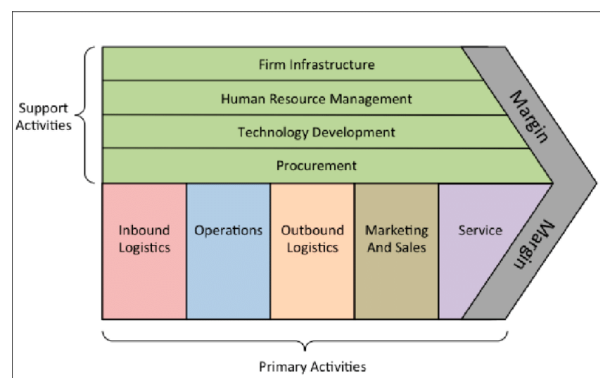 Firm Infrastructure
Margin
Human Resource Management
Support
Activities
Technology Development
Procurement
Inbound
Logistics
Operations
Outbound
Logistics
Marketing
And Sales
Service
Margin
Primary Activities